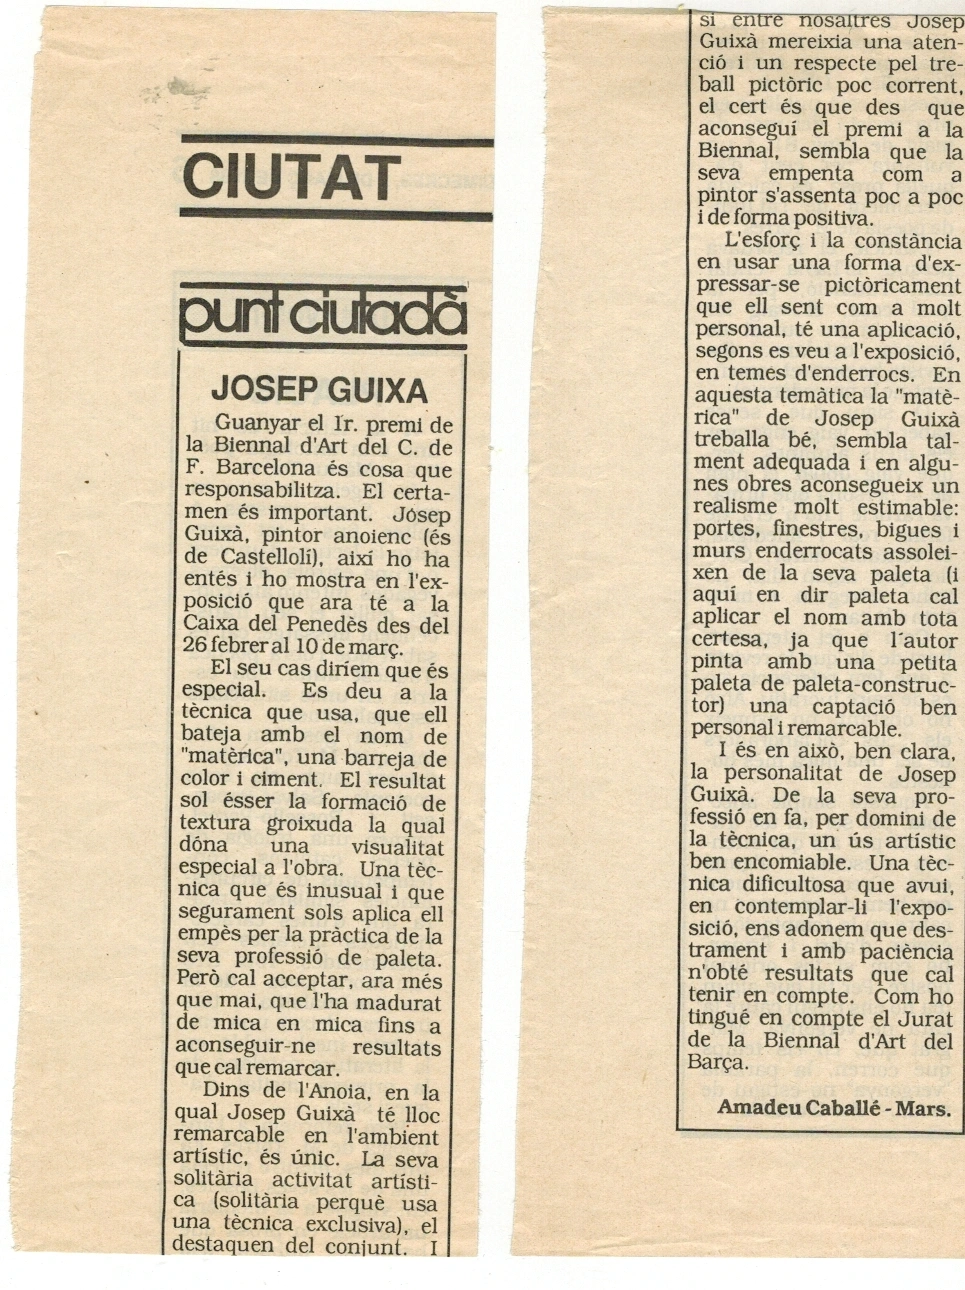 CIUTAT
punt ciutadà
JOSEP GUIXA
Guanyar el 1r. premi de
la Biennal d'Art del C. de
F. Barcelona és cosa que
responsabilitza. El certa-
men és important. Jósep
Guixà, pintor anoienc (és
de Castellolí), així ho ha
entés i ho mostra en l'ex-
posició que ara té a la
Caixa del Penedès des del
26 febrer al 10 de març.
El seu cas diríem que és
especial. Es deu a la
tècnica que usa, que ell
bateja amb el nom de
"matèrica", una barreja de
color i ciment. El resultat
sol ésser la formació de
textura groixuda la qual
dóna una visualitat
especial a l'obra. Una tèc-
nica que és inusual i que
segurament sols aplica ell
empès per la pràctica de la
seva professió de paleta.
Però cal acceptar, ara més
que mai, que l'ha madurat
de mica en mica fins a
aconseguir-ne resultats
que cal remarcar.
Dins de l'Anoia, en la
qual Josep Guixà té lloc
remarcable en l'ambient
artístic, és únic. La seva
solitària activitat artísti-
ca (solitària perquè usa
una tècnica exclusiva), el
destaquen del conjunt. I
si entre nosaltres Josep
Guixà mereixia una aten-
ció i un respecte pel tre-
ball pictòric poc corrent,
el cert és que des que
aconseguí el premi a la
Biennal, sembla que la
seva empenta com a
pintor s'assenta poc a poc
i de forma positiva.
L'esforç i la constància
en usar una forma d'ex-
pressar-se pictòricament
que ell sent com a molt
personal, té una aplicació,
segons es veu a l'exposició,
en temes d'enderrocs. En
aquesta temàtica la "matè-
rica" de Josep Guixà
treballa bé, sembla tal-
ment adequada i en algu-
nes obres aconsegueix un
realisme molt estimable:
portes, finestres, bigues i
murs enderrocats assolei-
xen de la seva paleta (i
aquí en dir paleta cal
aplicar el nom amb tota
certesa, ja que l´autor
pinta amb una petita
paleta de paleta-construc-
tor) una captació ben
personal i remarcable.
I és en això, ben clara,
la personalitat de Josep
Guixà. De la seva pro-
fessió en fa, per domini de
la tècnica, un ús artístic
ben encomiable. Una tèc-
nica dificultosa que avui,
en contemplar-li l'expo-
sició, ens adonem que des-
trament i amb paciència
n'obté resultats que cal
tenir en compte. Com ho
tingué en compte el Jurat
de la Biennal d'Art del
Barça.
Amadeu Caballé - Mars.